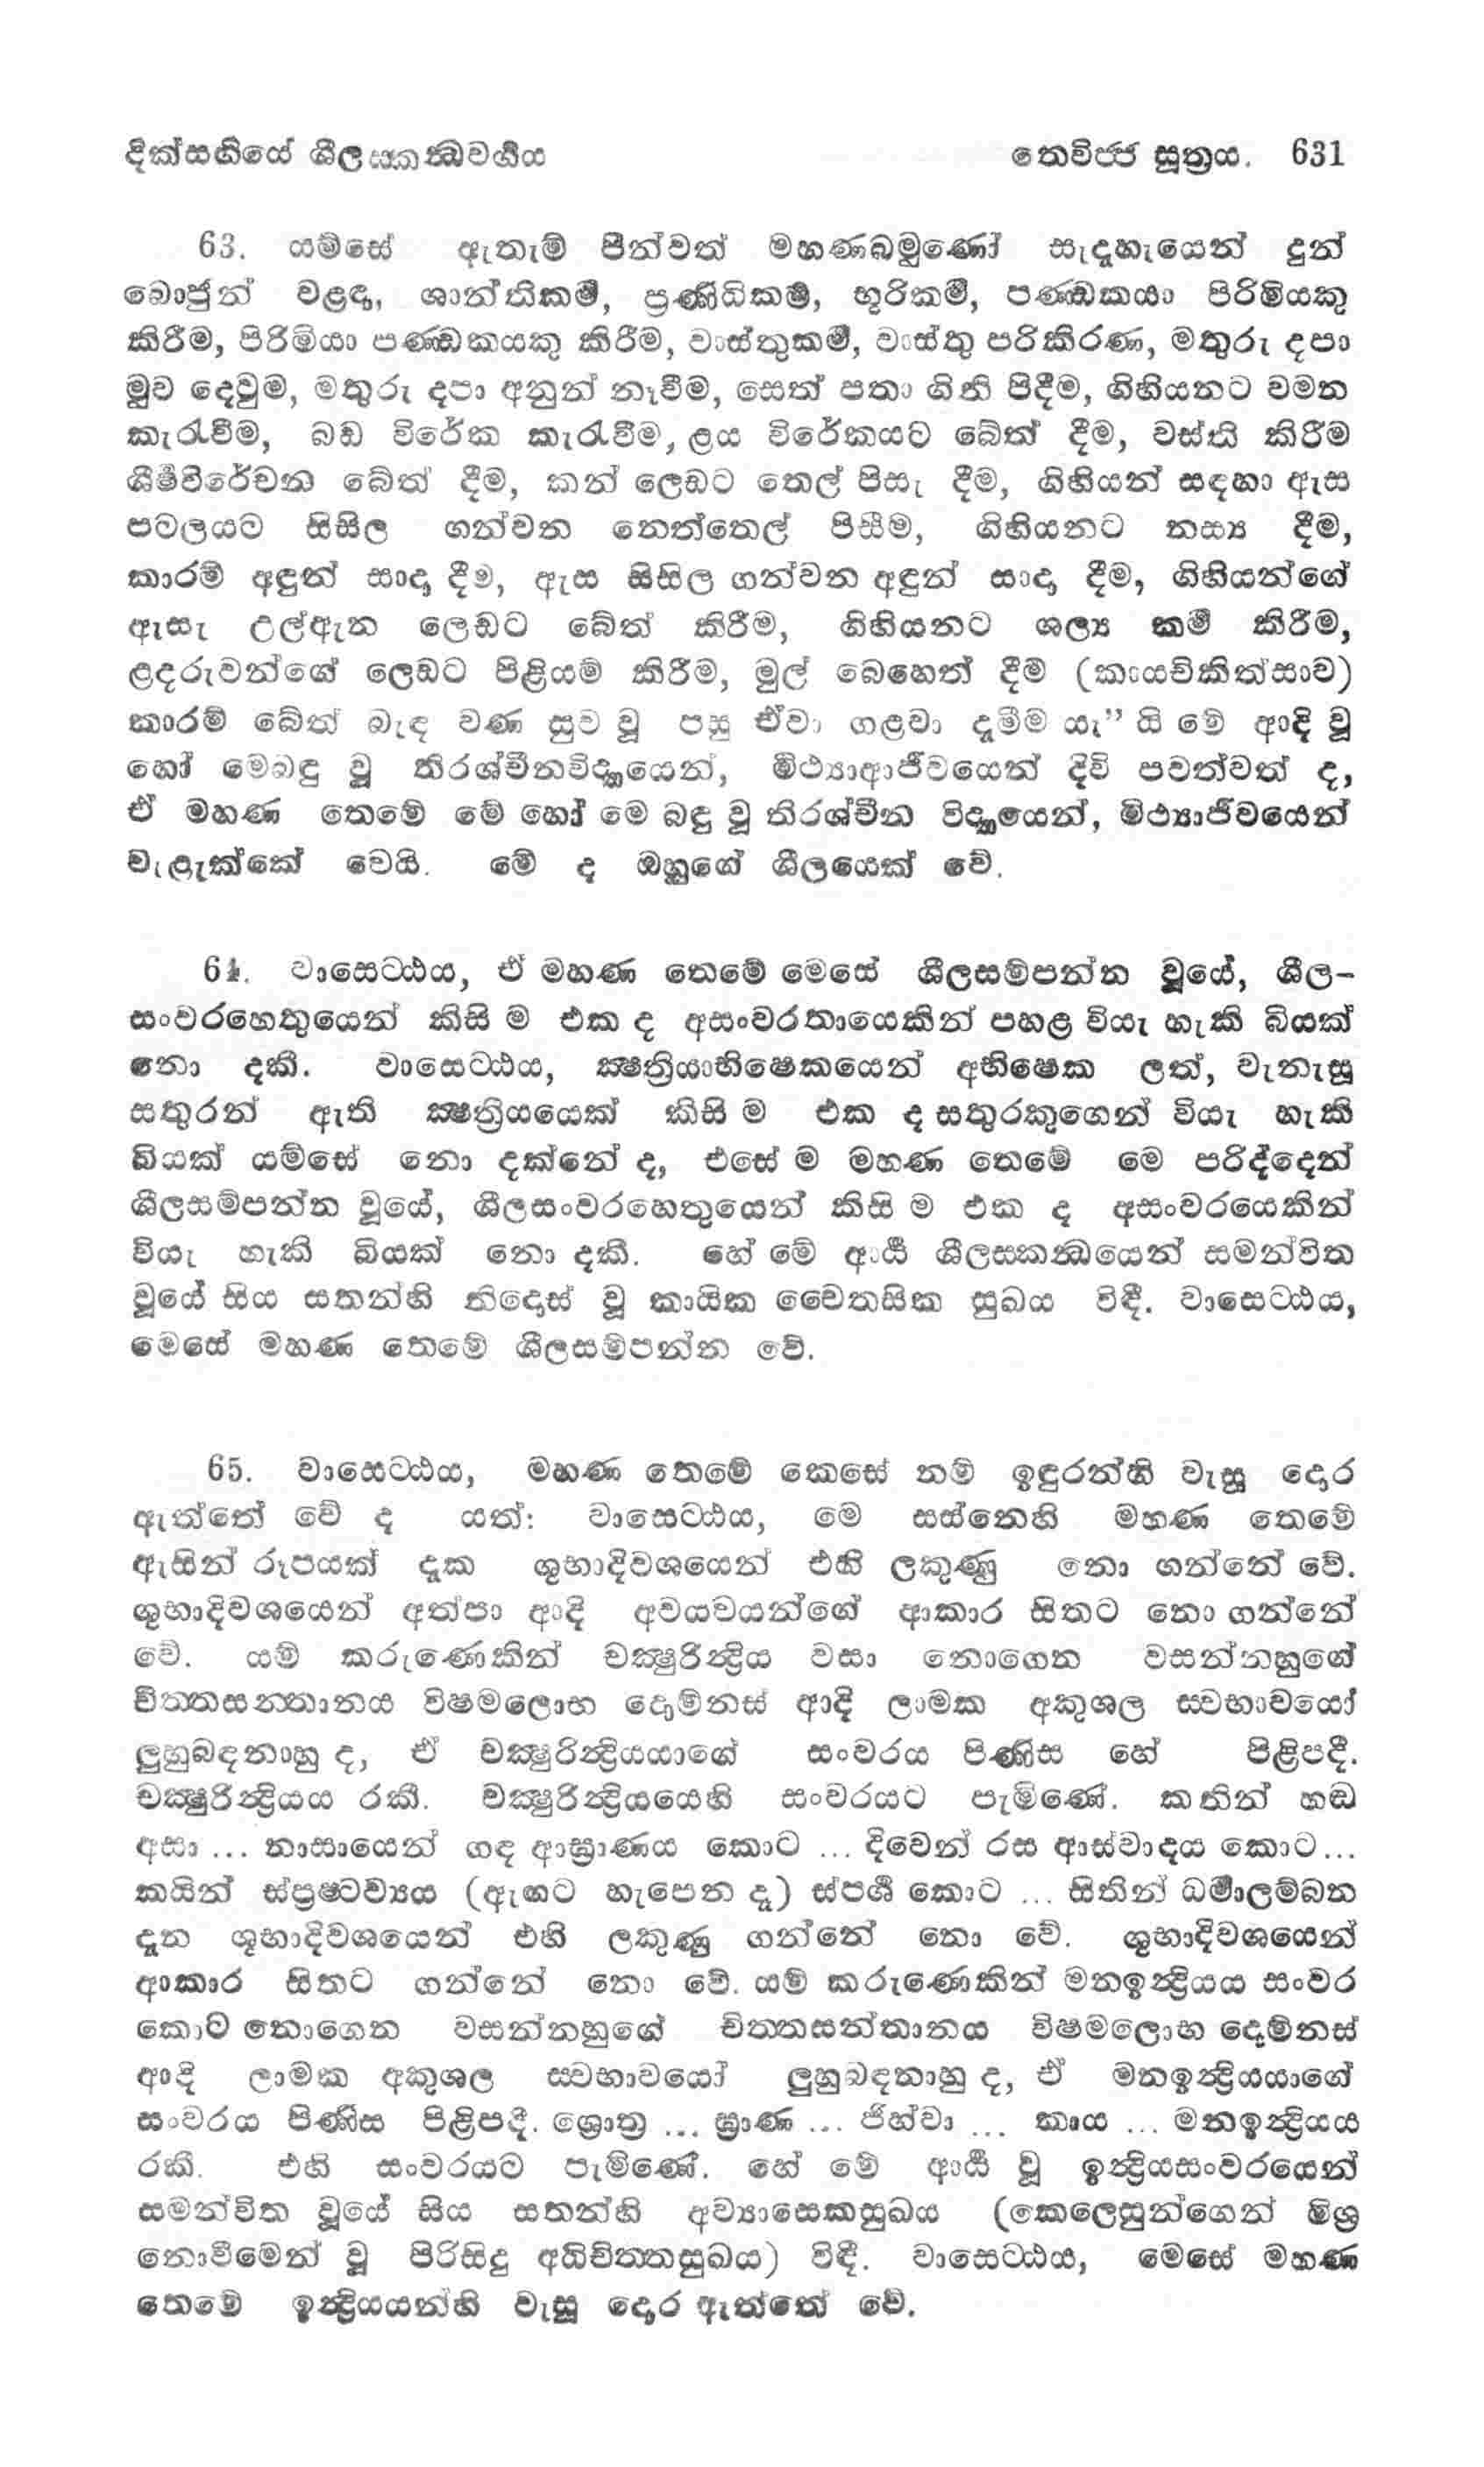 දික්සඟියේ ශීලස්කන්ධවර්ගය තෙවිජ්ජ සූත්‍රය. 631
63. යම්සේ ඇතැම් පින්වත් මහණබමුණෝ සැදැහැයෙන් දුන්
බොජුන් වළඳා, ශාන්තිකර්ම, ප්‍රණිධිකර්ම, භූරිකර්ම, පණ්ඩකයා පිරිමියකු
කිරීම, පිරිමියා පණ්ඩකයකු කිරීම, වාස්තුකර්ම, වාස්තු පරිකිරණ, මතුරු දපා
මුව දෙවුම, මතුරු දපා අනුන් නෑවීම, සෙත් පතා ගිනි පිදීම, ගිහියනට වමන
කැරැවීම, බඩ විරේක කැරැවීම, ළය විරේකයට බේත් දීම, වස්ති කිරීම
ශීර්ෂවිරේචන බේත් දීම, කන් ලෙඩට තෙල් පිසැ දීම, ගිහියන් සඳහා ඇස
පටලයට සිසිල ගන්වන නෙත්තෙල් පිසීම, ගිහියනට නස්‍ය දීම,
කාරම් අඳුන් සාදා දීම, ඇස සිසිල ගන්වන අඳුන් සාදා දීම, ගිහියන්ගේ
ඇසැ උල්ඇන ලෙඩට බේත් කිරීම, ගිහියනට ශල්‍ය කර්ම කිරීම,
ළදරුවන්ගේ ලෙඩට පිළියම් කිරීම, මුල් බෙහෙත් දීම (කායචිකිත්සාව)
කාරම් බේත් බැඳ වණ සුව වූ පසු ඒවා ගළවා දැමීම යැ” යි මේ ආදි වූ
හෝ මෙබඳු වූ තිරශ්චීනවිද්‍යායෙන්, මිථ්‍යාආජීවයෙන් දිවි පවත්වත් ද,
ඒ මහණ තෙමේ මේ හෝ මෙ බඳු වූ තිරශ්චීන විද්‍යායෙන්, මිථ්‍යාජීවයෙන්
වැළැක්කේ වෙයි. මේ ද ඔහුගේ ශීලයෙක් වේ.
64. වාසෙට්ඨය, ඒ මහණ තෙමේ මෙසේ ශීලසම්පන්න වූයේ, ශීල-
සංවරහෙතුයෙන් කිසි ම එක ද අසංවරතායෙකින් පහළ වියැ හැකි බියක්
නො දකී. වාසෙට්ඨය, ක්‍ෂත්‍රියාභිෂෙකයෙන් අභිෂෙක ලත්, වැනැසූ
සතුරන් ඇති ක්‍ෂත්‍රියයෙක් කිසි ම එක ද සතුරකුගෙන් වියැ හැකි
බියක් යම්සේ නො දක්නේ ද, එසේ ම මහණ තෙමේ මෙ පරිද්දෙන්
ශීලසම්පන්න වූයේ, ශීලසංවරහෙතුයෙන් කිසි ම එක ද අසංවරයෙකින්
වියැ හැකි බියක් නො දකී. හේ මේ ආර්ය ශීලස්කන්ධයෙන් සමන්විත
වූයේ සිය සතන්හි නිදොස් වූ කායික චෛතසික සුඛය විඳී. වාසෙට්ඨය,
මෙසේ මහණ තෙමේ ශීලසම්පන්න වේ.
65. වාසෙට්ඨය, මහණ තෙමේ කෙසේ නම් ඉඳුරන්හි වැසූ දොර
ඇත්තේ වේ ද යත්: වාසෙට්ඨය, මෙ සස්නෙහි මහණ තෙමේ
ඇසින් රූපයක් දැක ශුභාදිවශයෙන් එහි ලකුණු නො ගන්නේ වේ.
ශුභාදිවශයෙන් අත්පා ආදි අවයවයන්ගේ ආකාර සිතට නො ගන්නේ
වේ. යම් කරුණෙකින් චක්‍ෂුරින්‍ද්‍රිය වසා නොගෙන වසන්නහුගේ
චිත්තසන්තානය විෂමලොභ දොම්නස් ආදි ලාමක අකුශල ස්වභාවයෝ
ලුහුබඳනාහු ද, ඒ චක්‍ෂුරින්‍ද්‍රියයාගේ සංවරය පිණිස හේ පිළිපදී.
චක්‍ෂුරින්‍ද්‍රියය රකී. චක්‍ෂුරින්‍ද්‍රියයෙහි සංවරයට පැමිණේ. කනින් හඬ
අසා ... නාසායෙන් ගඳ ආඝ්‍රාණය කොට ... දිවෙන් රස ආස්වාදය කොට...
කයින් ස්ප්‍රෂ්ටව්‍යය (ඇඟට හැපෙන දෑ) ස්පර්ශ කොට ... සිතින් ධර්මාලම්බන
දැන ශුභාදිවශයෙන් එහි ලකුණු ගන්නේ නො වේ. ශුභාදිවශයෙන්
ආකාර සිතට ගන්නේ නො වේ. යම් කරුණෙකින් මනඉන්‍ද්‍රියය සංවර
කොට නොගෙන වසන්නහුගේ චිත්තසන්තානය විෂමලොභ දොම්නස්
ආදි ලාමක අකුශල ස්වභාවයෝ ලුහුබඳනාහු ද, ඒ මනඉන්‍ද්‍රියයාගේ
සංවරය පිණිස පිළිපදී. ශ්‍රොත්‍ර ... ඝ්‍රාණ ... ජිහ්වා ... කාය ... මනඉන්‍ද්‍රියය
රකී. එහි සංවරයට පැමිණේ. හේ මේ ආර්ය වූ ඉන්‍ද්‍රියසංවරයෙන්
සමන්විත වූයේ සිය සතන්හි අව්‍යාසෙකසුඛය (කෙලෙසුන්ගෙන් මිශ්‍ර
නොවීමෙන් වූ පිරිසිදු අධිචිත්තසුඛය) විඳී. වාසෙට්ඨය, මෙසේ මහණ
තෙමේ ඉන්‍ද්‍රියයන්හි වැසූ දොර ඇත්තේ වේ.